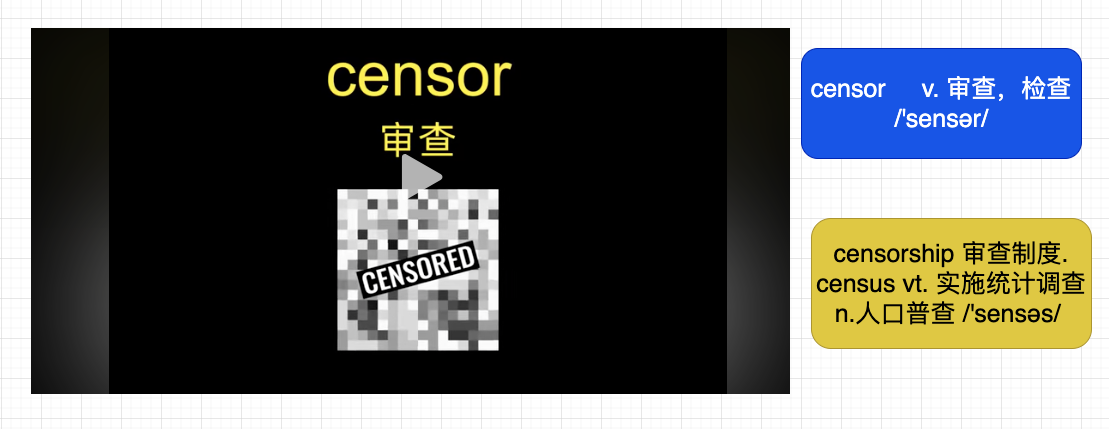 censor
审查
CENSORED
censor v. 审查，检查
/'sensər/
censorship 审查制度.
census vt. 实施统计调查
n.人口普查 /'sensəs/